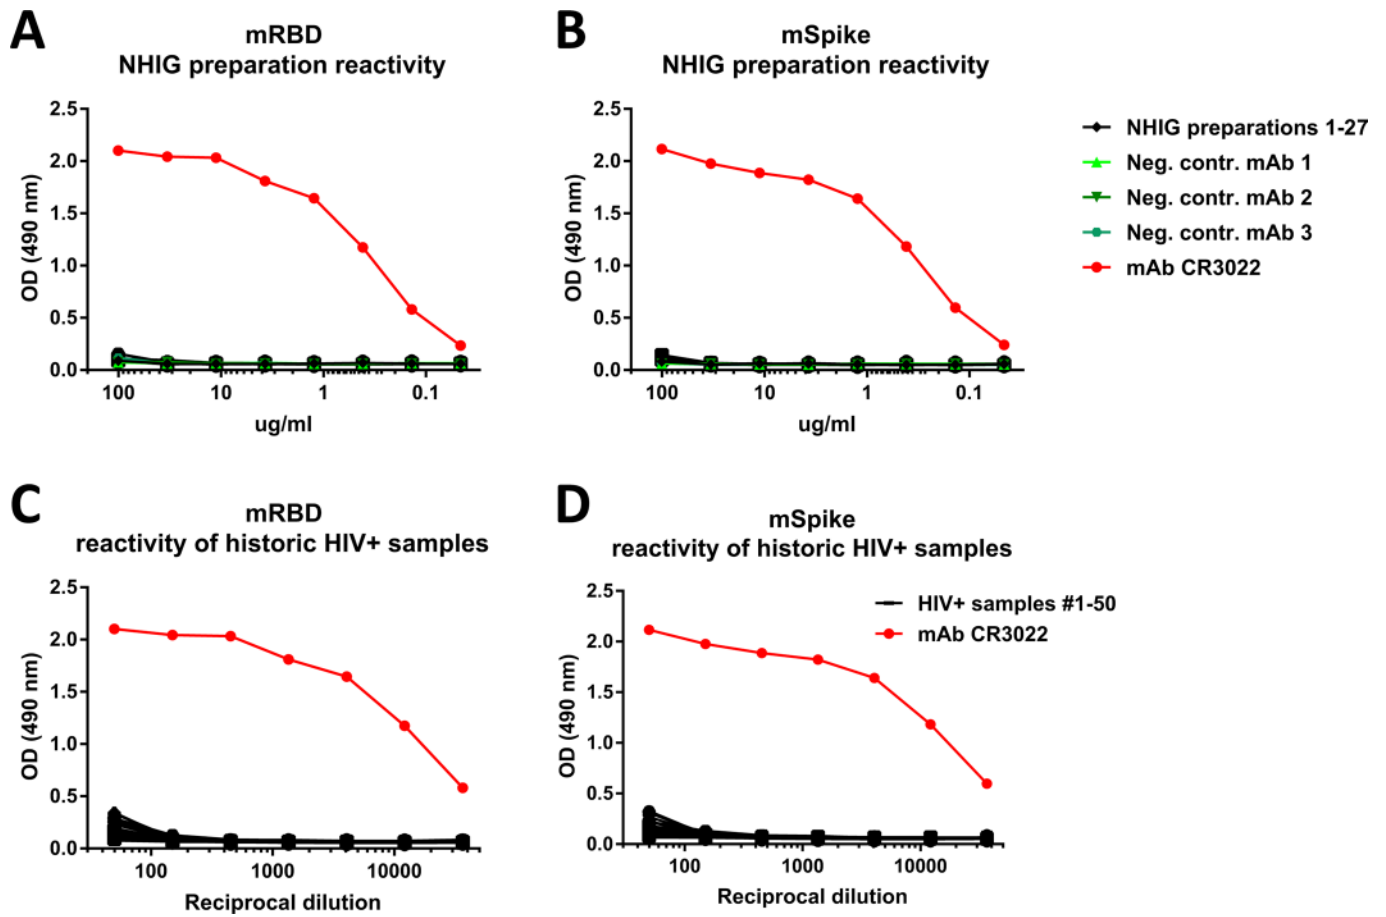 A
mRBD
NHIG preparation reactivity
2.5
2.0
1.5
1.0
0.5
0.0
OD (490 nm)
100
10
1
0.1
ug/ml
B
mSpike
NHIG preparation reactivity
2.5
2.0
1.5
1.0
0.5
0.0
OD (490 nm)
100
10
1
0.1
ug/ml
NHIG preparations 1-27
Neg. contr. mAb 1
Neg. contr. mAb 2
Neg. contr. mAb 3
mAb CR3022
C
mRBD
reactivity of historic HIV+ samples
2.5
2.0
1.5
1.0
0.5
0.0
OD (490 nm)
100
1000
10000
Reciprocal dilution
D
mSpike
reactivity of historic HIV+ samples
2.5
2.0
1.5
1.0
0.5
0.0
OD (490 nm)
100
1000
10000
Reciprocal dilution
HIV+ samples #1-50
mAb CR3022